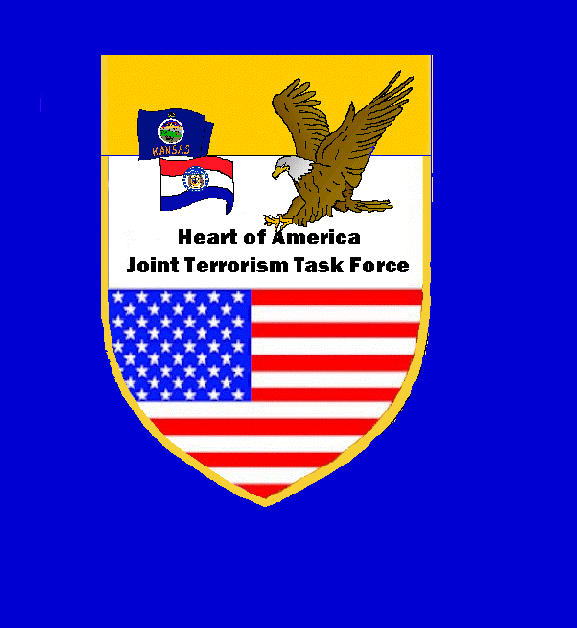 KANSAS
Heart of America
Joint Terrorism Task Force